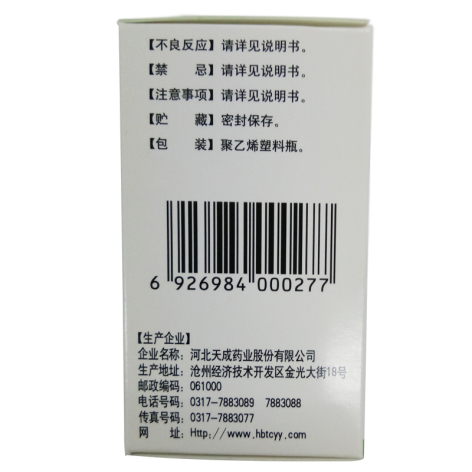 【不良反应】请详见说明书。
【禁　　忌】请详见说明书。
【注意事项】请详见说明书。
【贮　　藏】密封保存。
【包　　装】聚乙烯塑料瓶。
6 926984 000277
【生产企业】
企业名称：河北天成药业股份有限公司
生产地址：沧州经济技术开发区金光大街18号
邮政编码：061000
电话号码：0317-7883089　7883088
传真号码：0317-7883077
网　　址：Http://www.hbtcyy.com